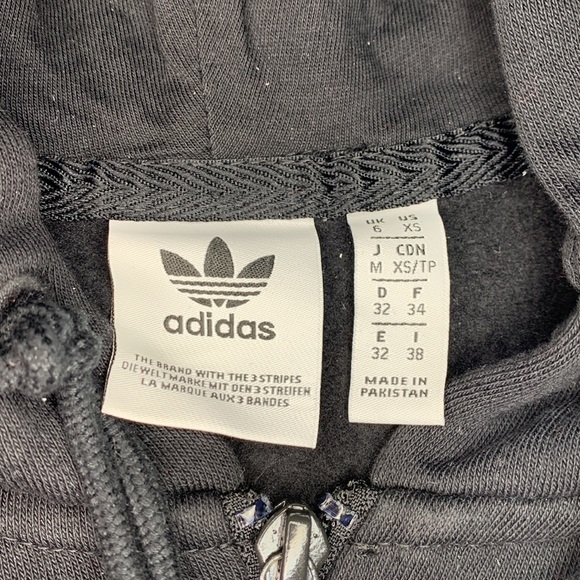 adidas
THE BRAND WITH THE 3 STRIPES
DIE WELTMARKE MIT DEN 3 STREIFEN
LA MARQUE AUX 3 BANDES
UK US
6 XS
J CDN
M XS/TP
D F
32 34
E I
32 38
MADE IN
PAKISTAN